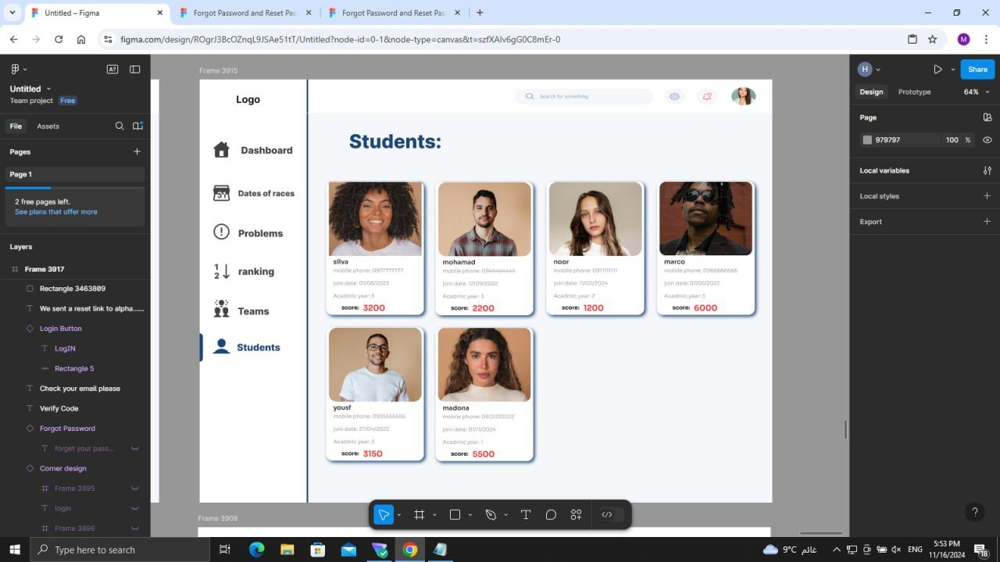 Untitled – Figma
Forgot Password and Reset Pas
Forgot Password and Reset Pas
figma.com/design/ROgrJ3BcOZnqL9JSAe51tT/Untitled?node-id=0-1&node-type=canvas&t=szfXAlv6gG0C8mEr-0
M
A?
Untitled
Team project Free
File Assets
Pages
Page 1
2 free pages left.
See plans that offer more
Layers
Frame 3917
Rectangle 3463809
We sent a reset link to alpha......
Login Button
LogIN
Rectangle 5
Check your email please
Verify Code
Forgot Password
forget your pass...
Corner design
Frame 3895
login
Frame 3896
Frame 3915
Logo
Search for something
Dashboard
31 Dates of races
Problems
1
2 ranking
Teams
Students
Students:
silva
mobile phone: 0977777777
join date: 01/08/2023
Acadmic year: 5
score: 3200
mohamad
mobile phone: 0944444444
join date: 12/09/2022
Acadmic year: 3
score: 2200
noor
mobile phone: 0911111111
join date: 11/02/2024
Acadmic year: 2
score: 1200
marco
mobile phone: 0966666666
join date: 01/05/2022
Acadmic year: 5
score: 6000
yousf
mobile phone: 0955555555
join date: 27/04/2022
Acadmic year: 3
score: 3150
madona
mobile phone: 0922222222
join date: 01/11/2024
Acadmic year: 1
score: 5500
Frame 3909
H
Share
Design Prototype 64%
Page
979797 100 %
Local variables
Local styles
Export
?
Type here to search
9°C غائم
ENG
5:53 PM
11/16/2024
18